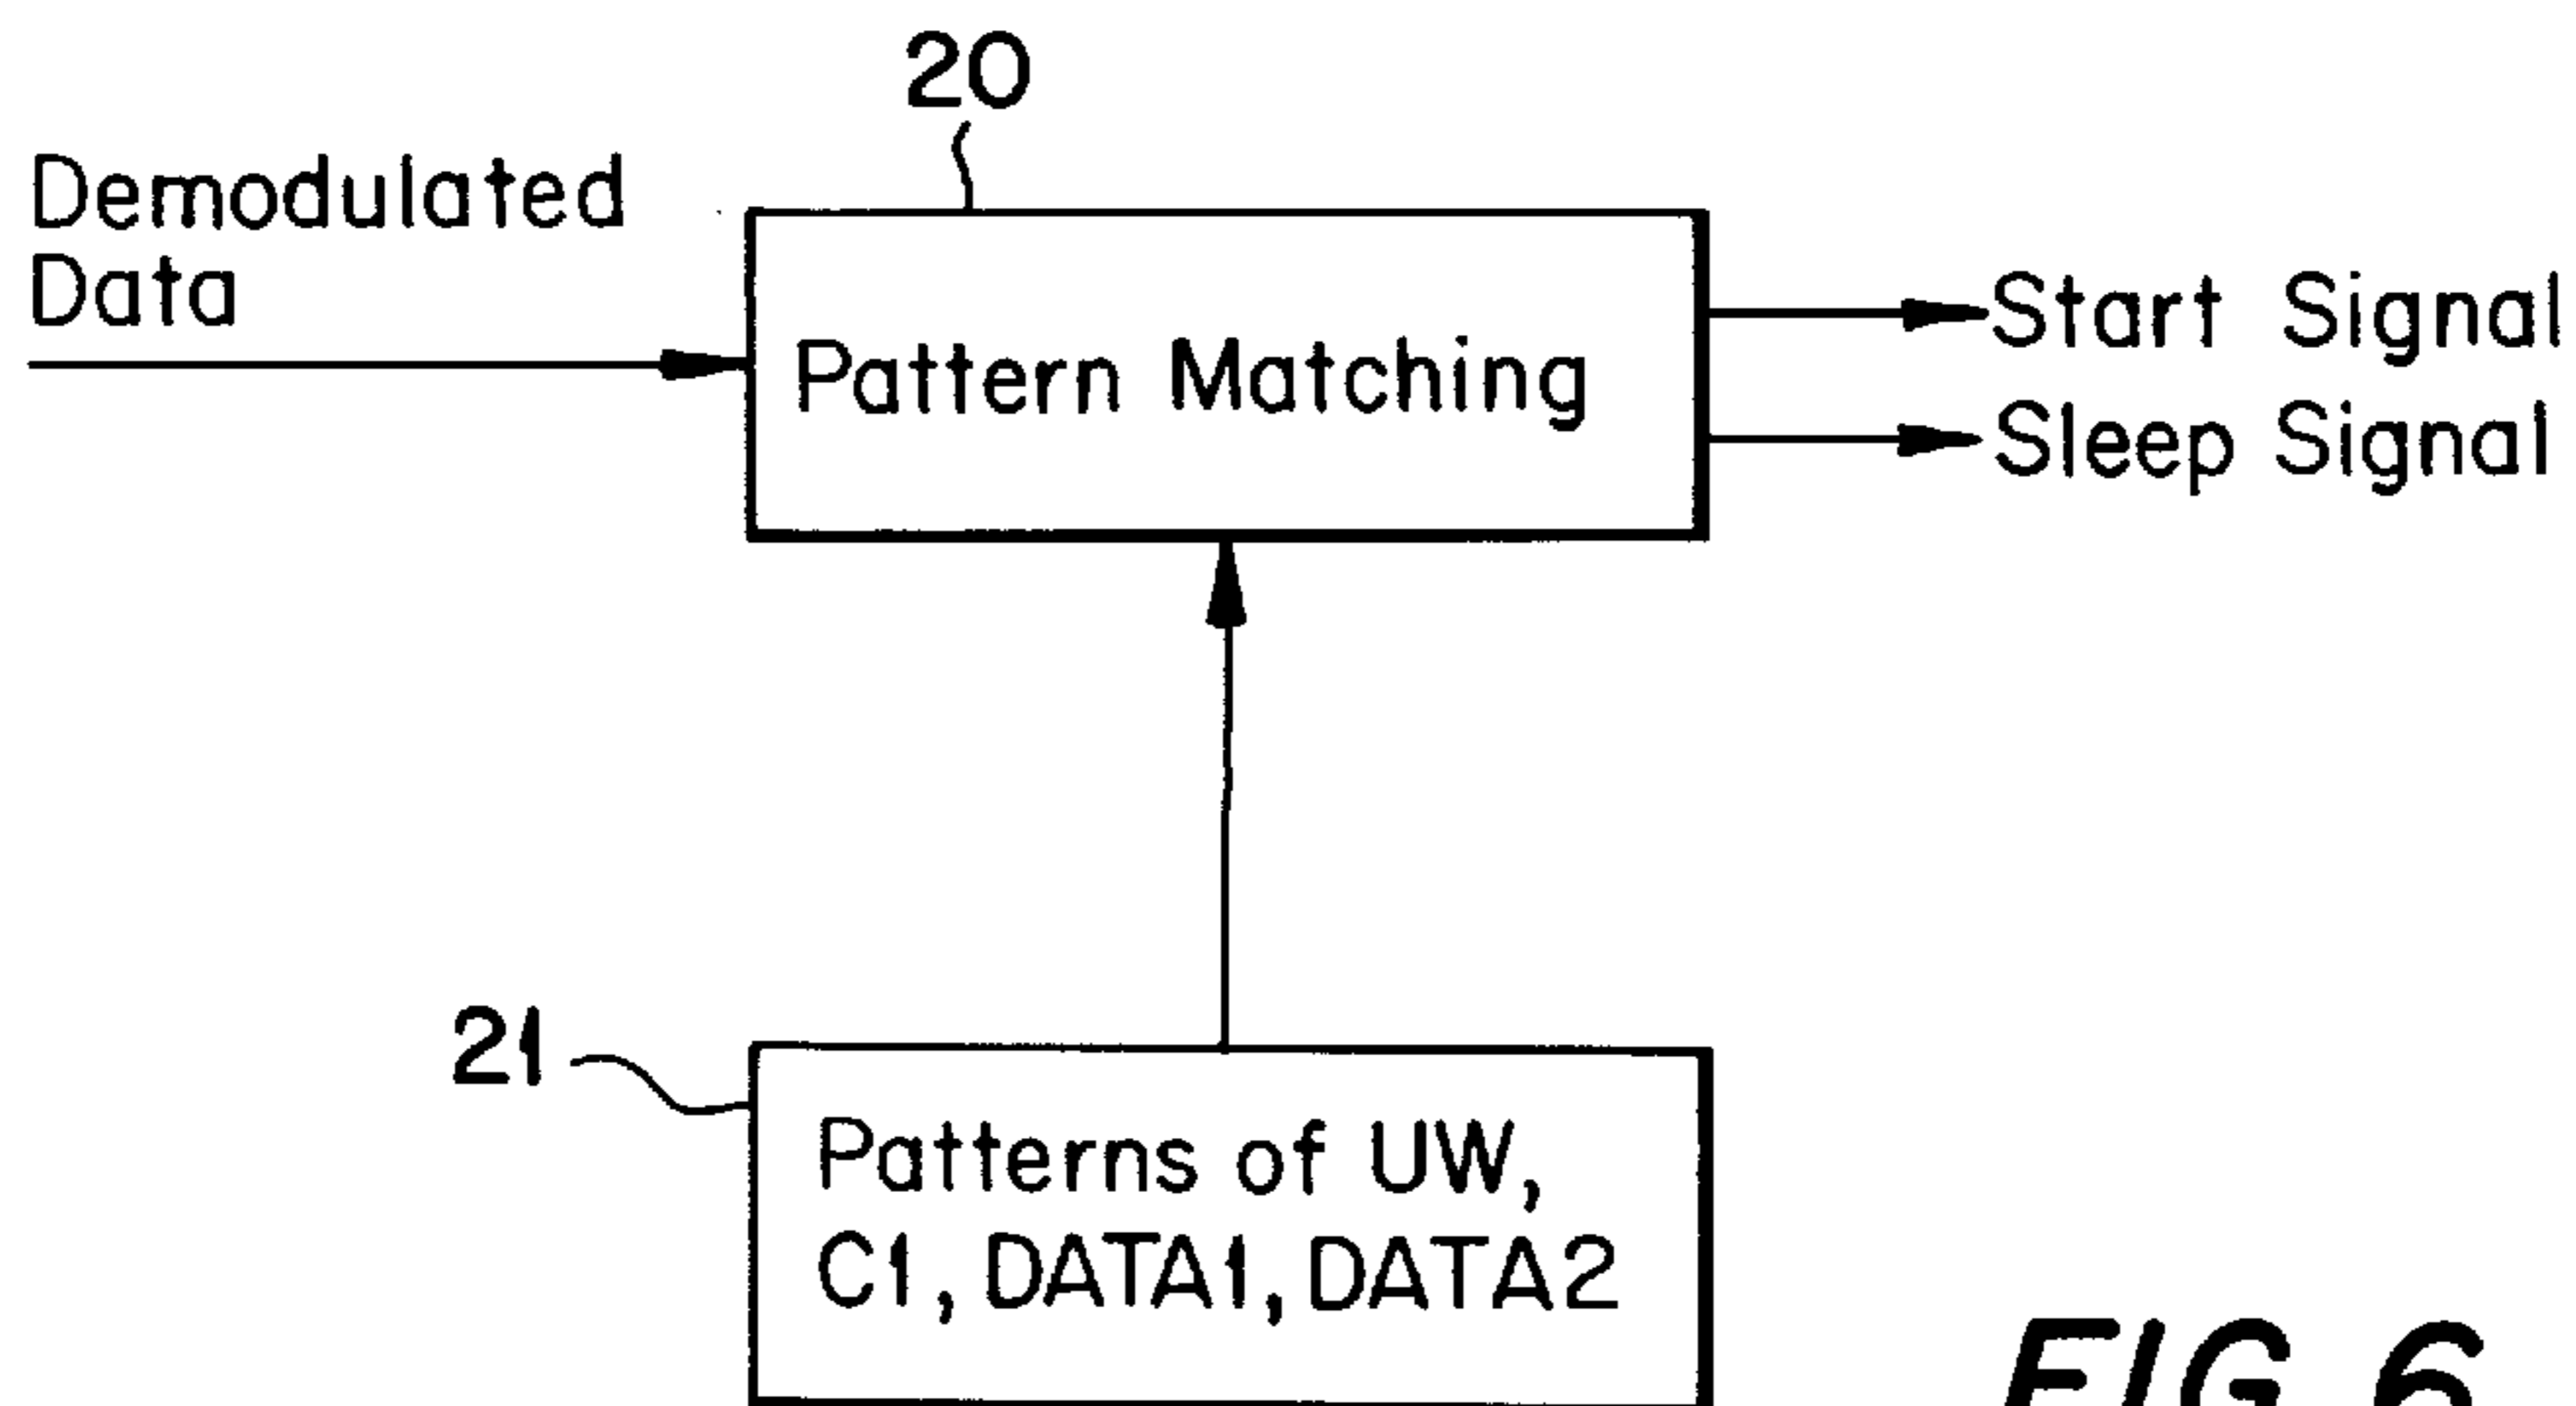 20
Demodulated
Data
Pattern Matching
Start Signal
Sleep Signal
21
Patterns of UW,
C1, DATA1, DATA2
FIG. 6